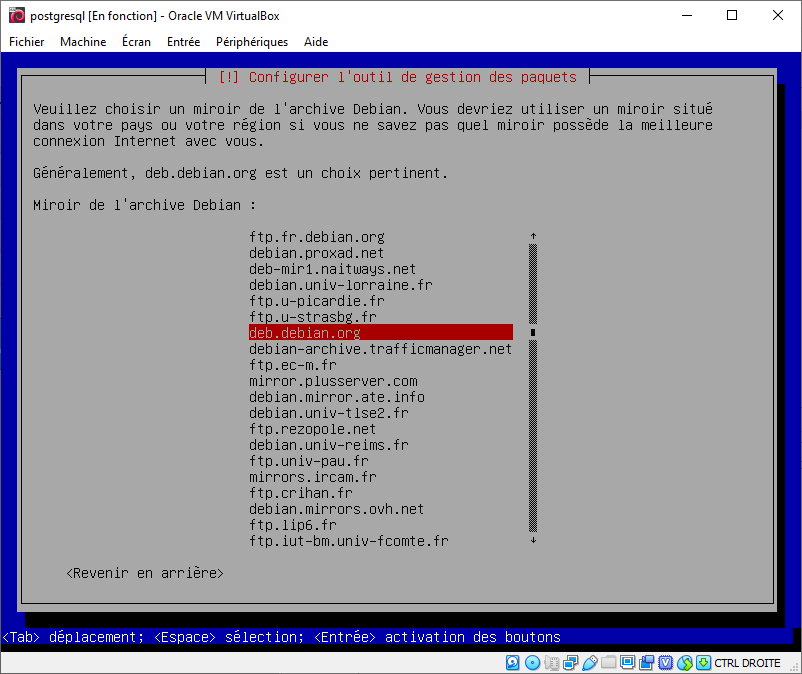 postgresql [En fonction] - Oracle VM VirtualBox
Fichier Machine Écran Entrée Périphériques Aide
[!] Configurer l'outil de gestion des paquets
Veuillez choisir un miroir de l'archive Debian. Vous devriez utiliser un miroir situé
dans votre pays ou votre région si vous ne savez pas quel miroir possède la meilleure
connexion Internet avec vous.
Généralement, deb.debian.org est un choix pertinent.
Miroir de l'archive Debian :
ftp.fr.debian.org
debian.proxad.net
deb-mir1.naitways.net
debian.univ-lorraine.fr
ftp.u-picardie.fr
ftp.u-strasbg.fr
deb.debian.org
debian-archive.trafficmanager.net
ftp.ec-m.fr
mirror.plusserver.com
debian.mirror.ate.info
debian.univ-tlse2.fr
ftp.rezopole.net
debian.univ-reims.fr
ftp.univ-pau.fr
mirrors.ircam.fr
ftp.crihan.fr
debian.mirrors.ovh.net
ftp.lip6.fr
ftp.iut-bm.univ-fcomte.fr
<Revenir en arrière>
<Tab> déplacement; <Espace> sélection; <Entrée> activation des boutons
CTRL DROITE